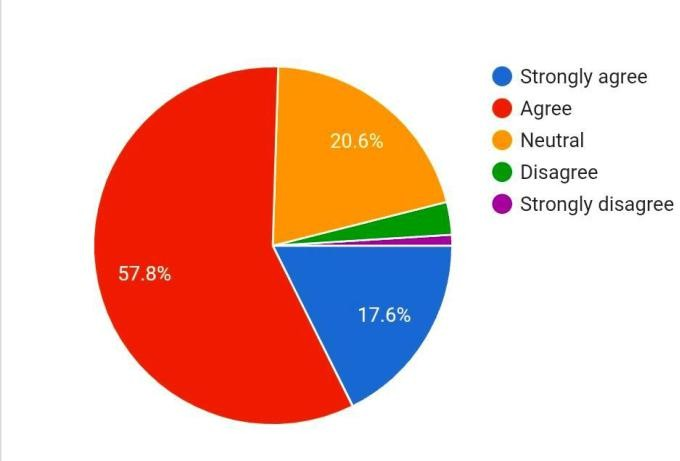 Strongly agree
Agree
Neutral
Disagree
Strongly disagree
20.6%
57.8%
17.6%